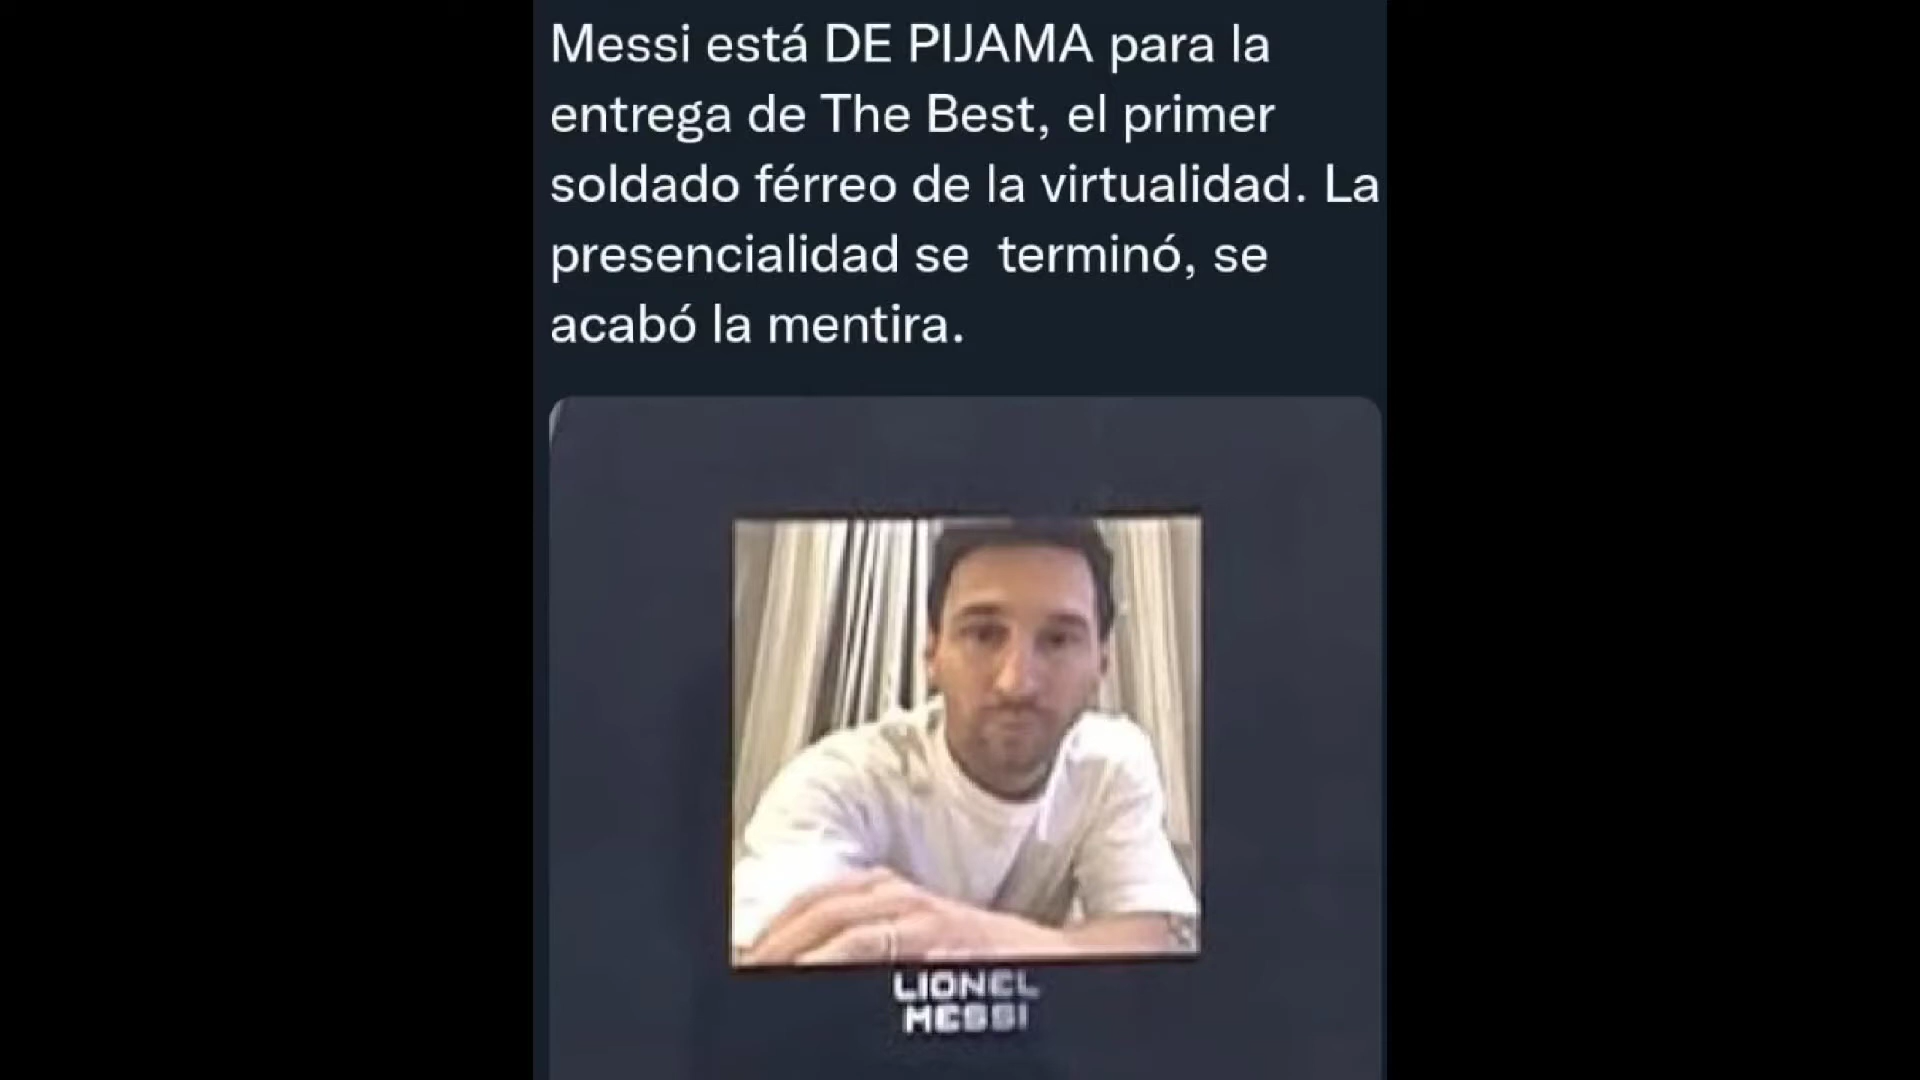 Messi está DE PIJAMA para la
entrega de The Best, el primer
soldado férreo de la virtualidad. La
presencialidad se  terminó, se
acabó la mentira.
LIONEL
MESSI